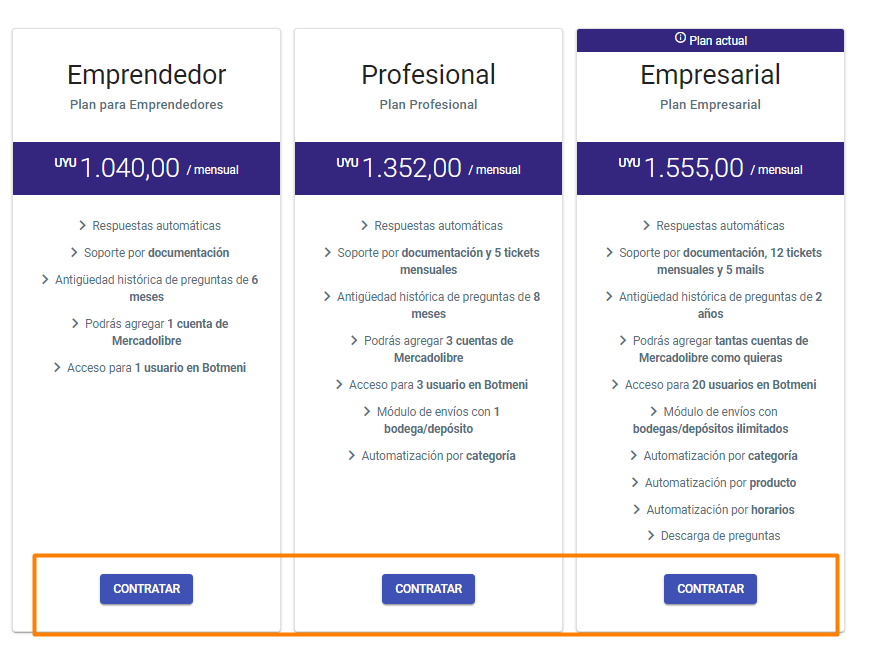 Emprendedor
Plan para Emprendedores
UYU 1.040,00 / mensual
Respuestas automáticas
Soporte por documentación
Antigüedad histórica de preguntas de 6
meses
Podrás agregar 1 cuenta de
Mercadolibre
Acceso para 1 usuario en Botmeni
CONTRATAR
Profesional
Plan Profesional
UYU 1.352,00 / mensual
Respuestas automáticas
Soporte por documentación y 5 tickets
mensuales
Antigüedad histórica de preguntas de 8
meses
Podrás agregar 3 cuentas de
Mercadolibre
Acceso para 3 usuario en Botmeni
Módulo de envíos con 1
bodega/depósito
Automatización por categoría
CONTRATAR
Plan actual
Empresarial
Plan Empresarial
UYU 1.555,00 / mensual
Respuestas automáticas
Soporte por documentación, 12 tickets
mensuales y 5 mails
Antigüedad histórica de preguntas de 2
años
Podrás agregar tantas cuentas de
Mercadolibre como quieras
Acceso para 20 usuarios en Botmeni
Módulo de envíos con
bodegas/depósitos ilimitados
Automatización por categoría
Automatización por producto
Automatización por horarios
Descarga de preguntas
CONTRATAR